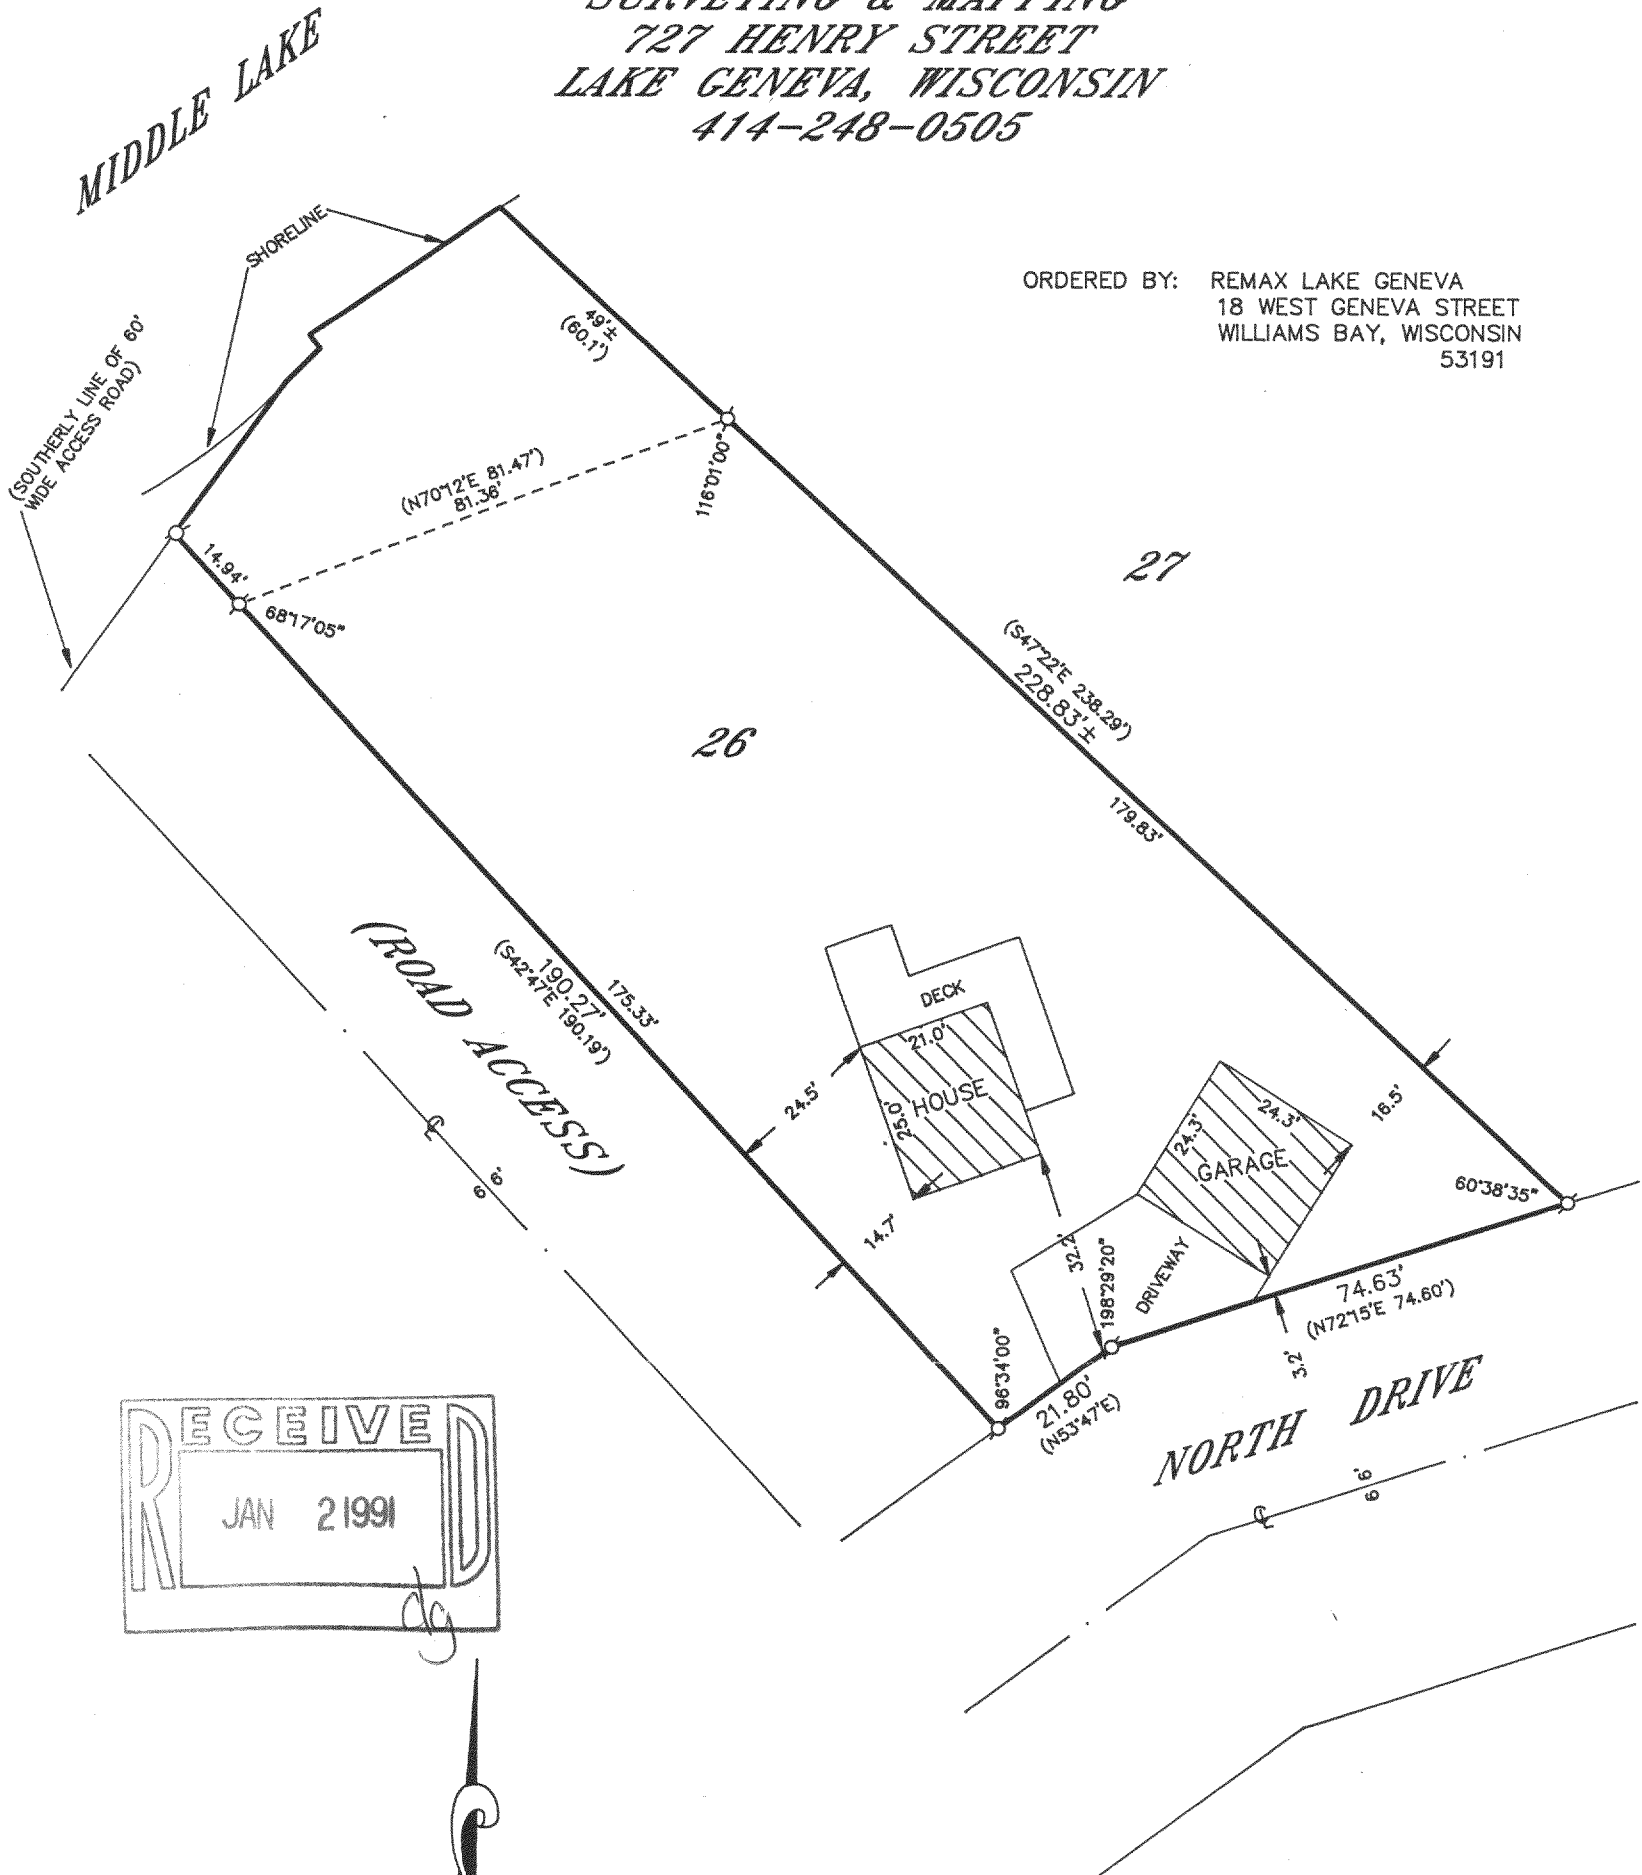 SURVEYING & MAPPING
727 HENRY STREET
LAKE GENEVA, WISCONSIN
414-248-0505
MIDDLE LAKE
SHORELINE
ORDERED BY: REMAX LAKE GENEVA
18 WEST GENEVA STREET
WILLIAMS BAY, WISCONSIN
53191
(SOUTHERLY LINE OF 60'
WIDE ACCESS ROAD)
49'±
(60.1')
(N70°12'E 81.47')
81.36'
116°01'00"
14.94'
68°17'05"
27
(S47°22'E 238.29')
228.83'±
179.83'
26
(ROAD ACCESS)
175.33'
190.27'
(S42°47'E 190.19')
DECK
21.0'
HOUSE
25.0'
24.5'
14.7'
24.3'
24.3'
GARAGE
16.5'
60°38'35"
32.2'
198°29'20"
DRIVEWAY
96°34'00"
74.63'
(N72°15'E 74.60')
3.2'
21.80'
(N53°47'E)
NORTH DRIVE
℄
66'
℄
66'
RECEIVED
JAN 2 1991
dg